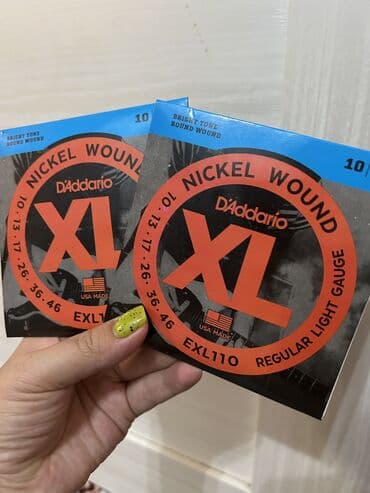 BRIGHT TONE
ROUND WOUND
10
NICKEL WOUND
D'Addario
XL
10 · 13 · 17 · 26 · 36 · 46
USA MADE
EXL1
BRIGHT TONE
ROUND WOUND
10
NICKEL WOUND
D'Addario
XL
10 · 13 · 17 · 26 · 36 · 46
USA MADE
EXL110
REGULAR LIGHT GAUGE